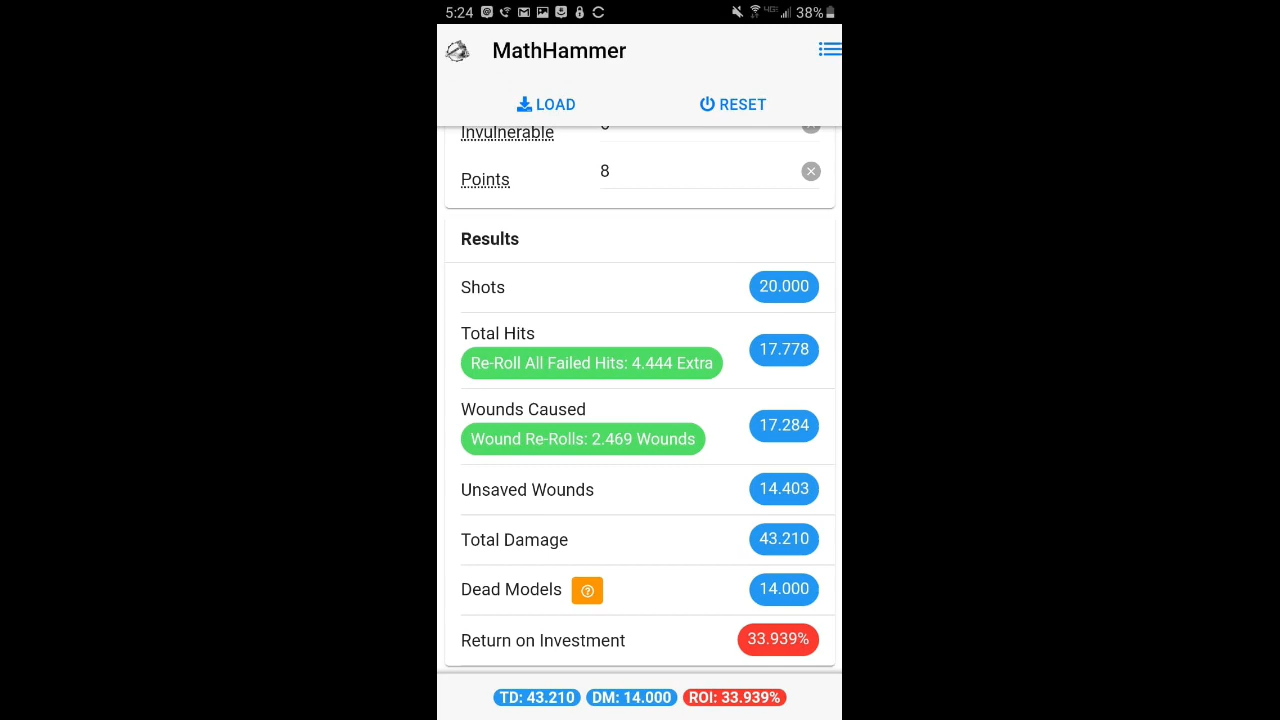 5:24 38%
MathHammer
LOAD RESET
Invulnerable
Points 8
Results
Shots 20.000
Total Hits
Re-Roll All Failed Hits: 4.444 Extra 17.778
Wounds Caused
Wound Re-Rolls: 2.469 Wounds 17.284
Unsaved Wounds 14.403
Total Damage 43.210
Dead Models 14.000
Return on Investment 33.939%
TD: 43.210 DM: 14.000 ROI: 33.939%